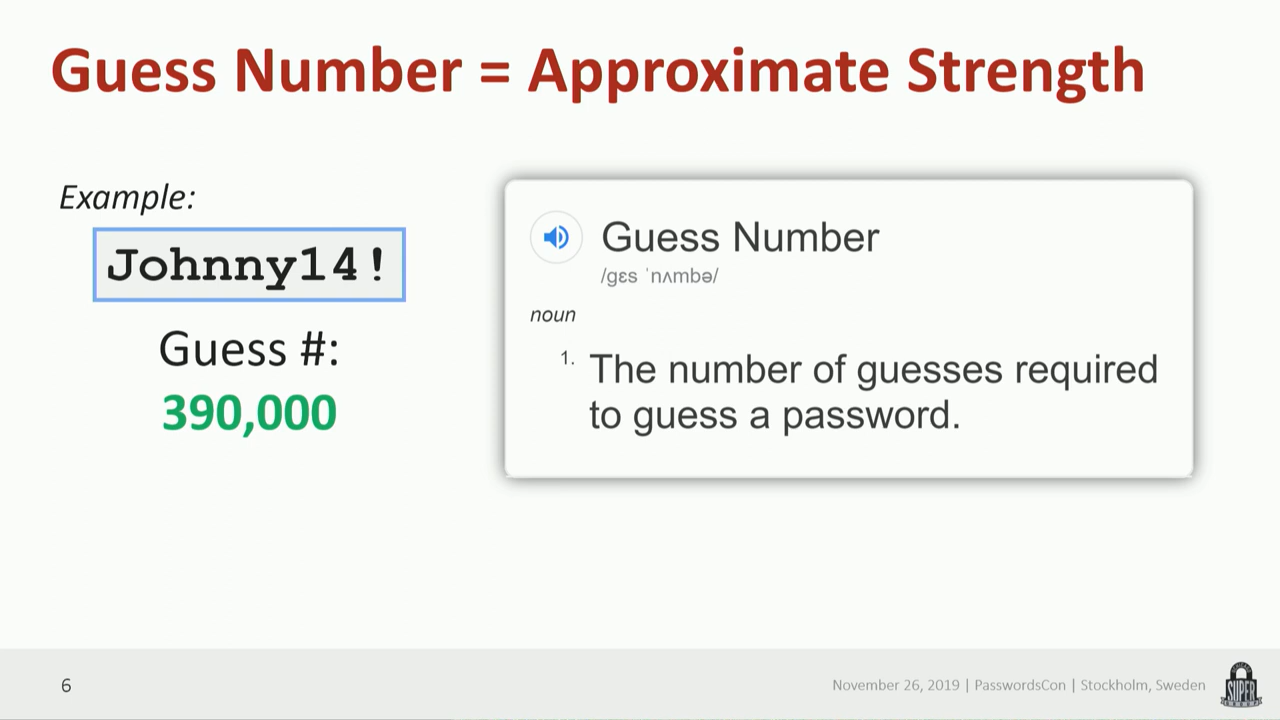 Guess Number = Approximate Strength
Example:
Johnny14!
Guess #:
390,000
Guess Number
/gɛs ˈnʌmbə/
noun
1. The number of guesses required
to guess a password.
6
November 26, 2019 | PasswordsCon | Stockholm, Sweden
SUPER